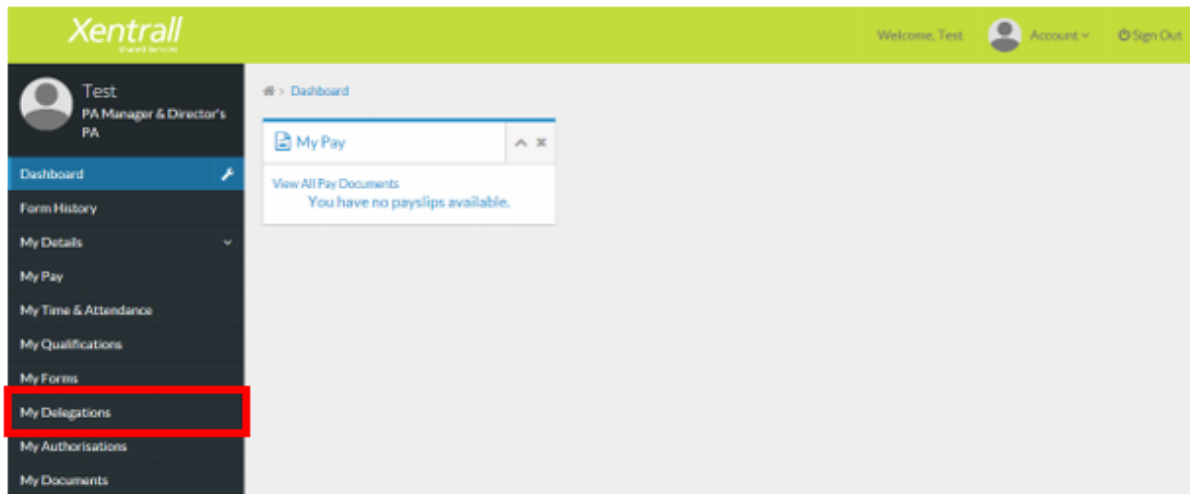 Xentrall
Shared Services
Welcome, Test
Account
Sign Out
Test
PA Manager & Director's
PA
Dashboard
Form History
My Details
My Pay
My Time & Attendance
My Qualifications
My Forms
My Delegations
My Authorisations
My Documents
> Dashboard
My Pay
View All Pay Documents
You have no payslips available.